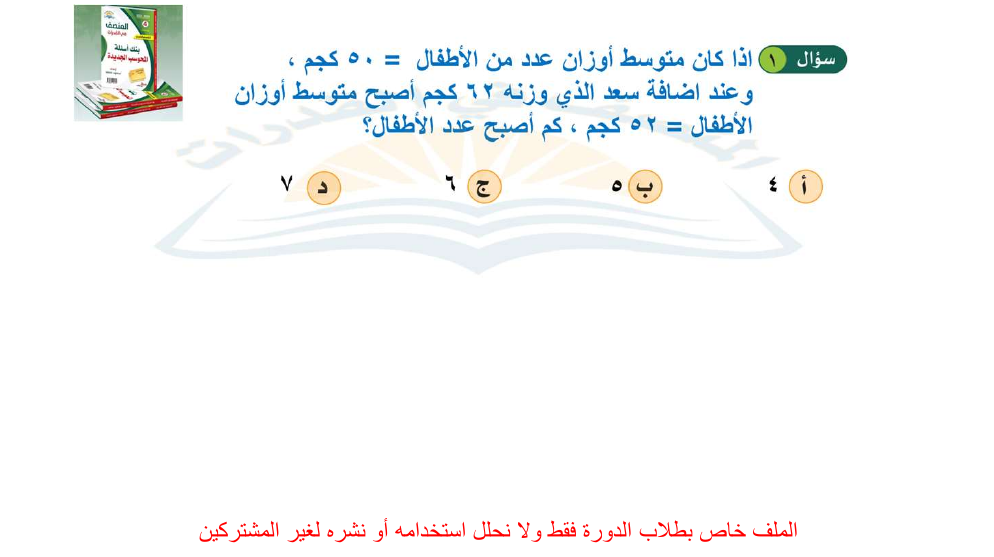 المنصف
في القدرات
بنك أسئلة
المحوسب الجديدة
سؤال ١ اذا كان متوسط أوزان عدد من الأطفال = ٥٠ كجم ،
وعند اضافة سعد الذي وزنه ٦٢ كجم أصبح متوسط أوزان
الأطفال = ٥٢ كجم ، كم أصبح عدد الأطفال؟
أ ٤ ب ٥ ج ٦ د ٧
الملف خاص بطلاب الدورة فقط ولا نحلل استخدامه أو نشره لغير المشتركين